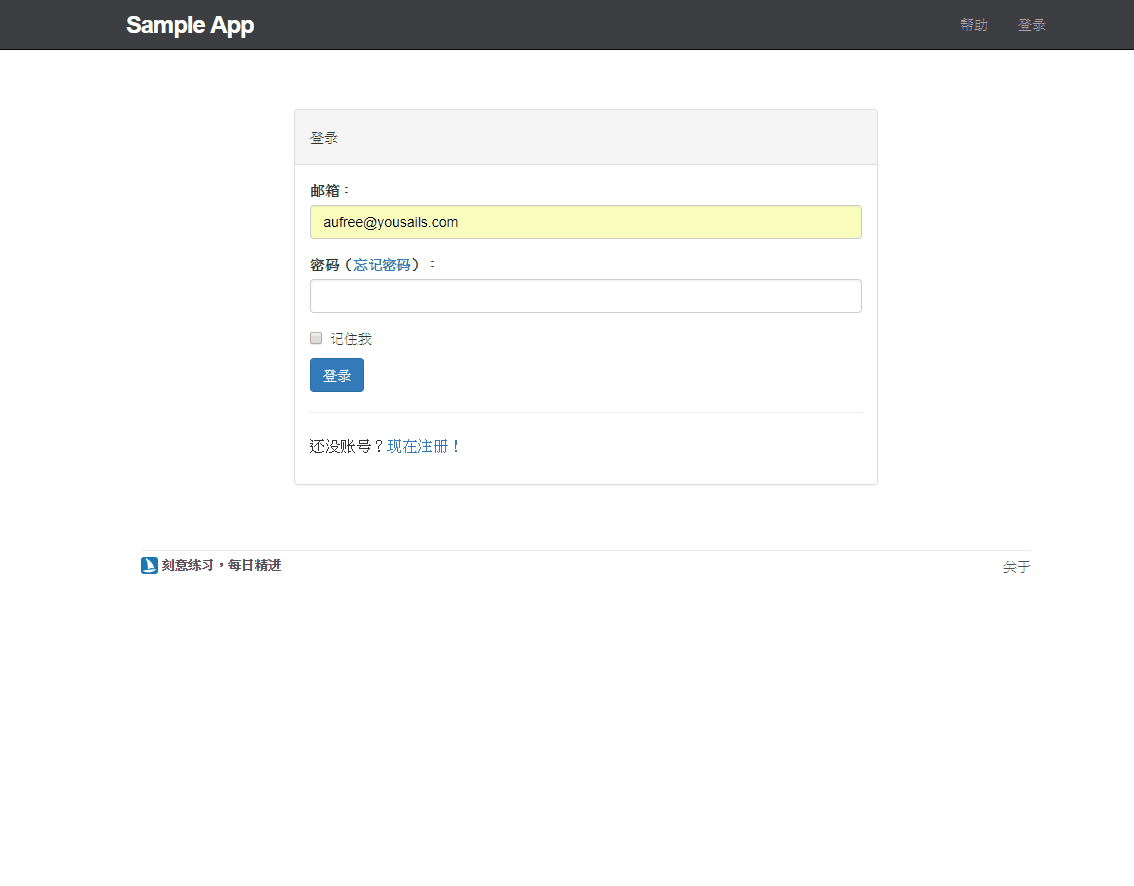 Sample App 帮助 登录
登录
邮箱：
aufree@yousails.com
密码（忘记密码）：
记住我
登录
还没账号？现在注册！
刻意练习，每日精进 关于